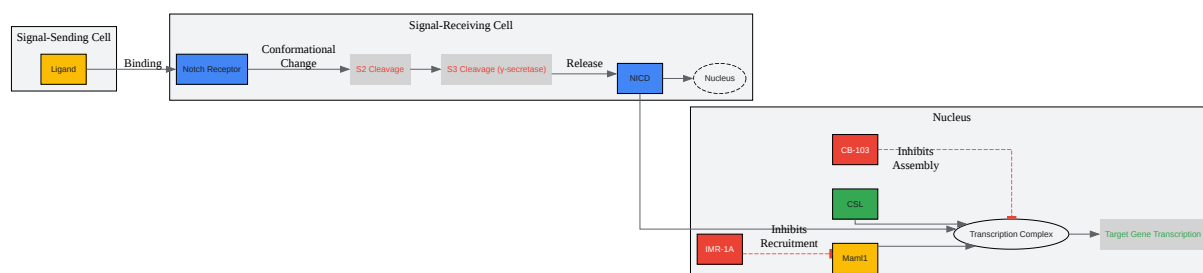 Signal-Sending Cell
Ligand
Binding
Signal-Receiving Cell
Notch Receptor
Conformational
Change
S2 Cleavage
S3 Cleavage (γ-secretase)
Release
NICD
Nucleus
Nucleus
CB-103
Inhibits
Assembly
CSL
IMR-1A
Inhibits
Recruitment
Maml1
Transcription Complex
Target Gene Transcription